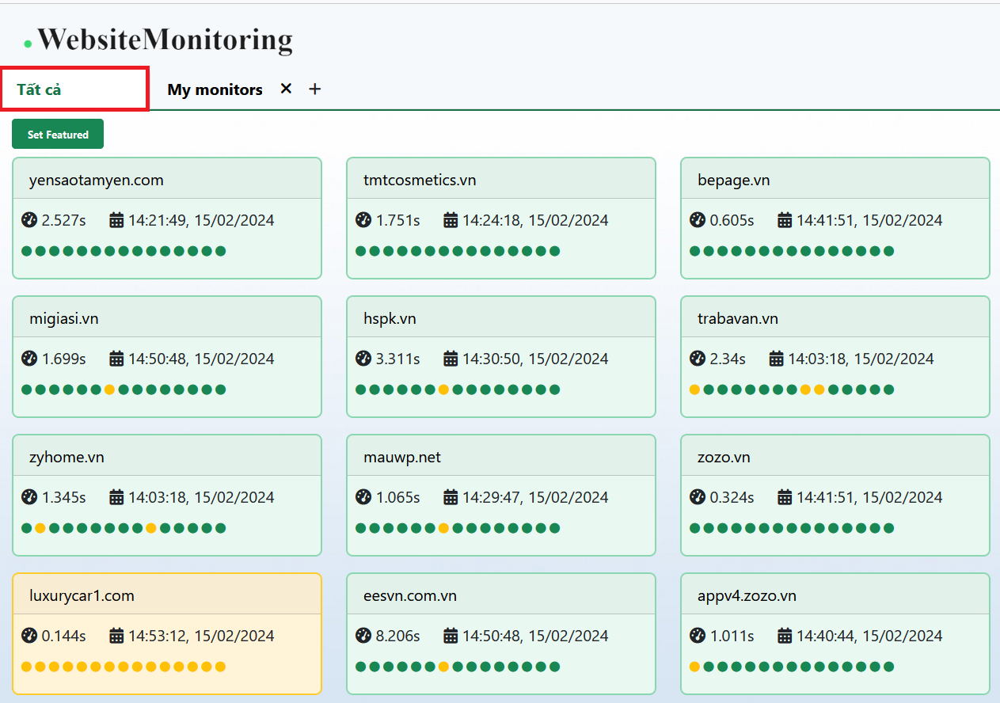 WebsiteMonitoring
Tất cả My monitors ✕ +
Set Featured
yensaotamyen.com
2.527s 14:21:49, 15/02/2024
tmtcosmetics.vn
1.751s 14:24:18, 15/02/2024
bepage.vn
0.605s 14:41:51, 15/02/2024
migiasi.vn
1.699s 14:50:48, 15/02/2024
hspk.vn
3.311s 14:30:50, 15/02/2024
trabavan.vn
2.34s 14:03:18, 15/02/2024
zyhome.vn
1.345s 14:03:18, 15/02/2024
mauwp.net
1.065s 14:29:47, 15/02/2024
zozo.vn
0.324s 14:41:51, 15/02/2024
luxurycar1.com
0.144s 14:53:12, 15/02/2024
eesvn.com.vn
8.206s 14:50:48, 15/02/2024
appv4.zozo.vn
1.011s 14:40:44, 15/02/2024